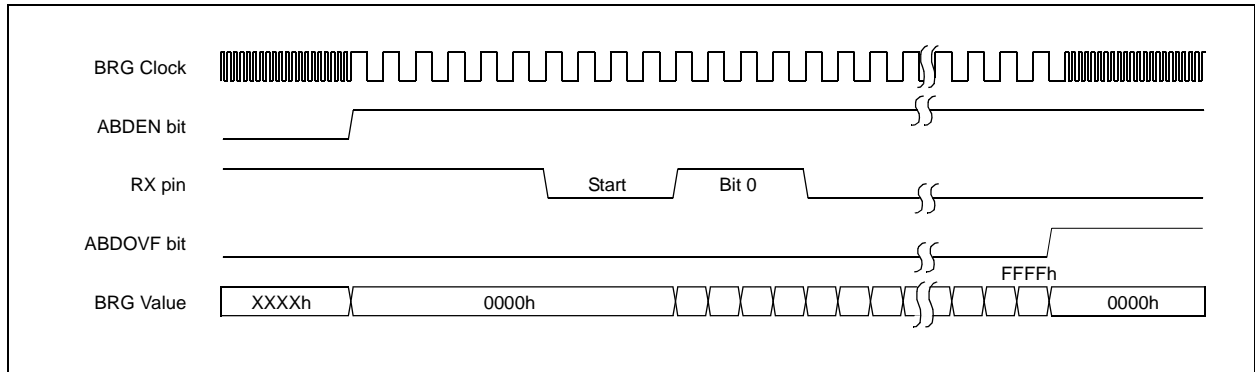 BRG Clock
ABDEN bit
RX pin
Start
Bit 0
ABDOVF bit
FFFFh
BRG Value
XXXXh
0000h
0000h